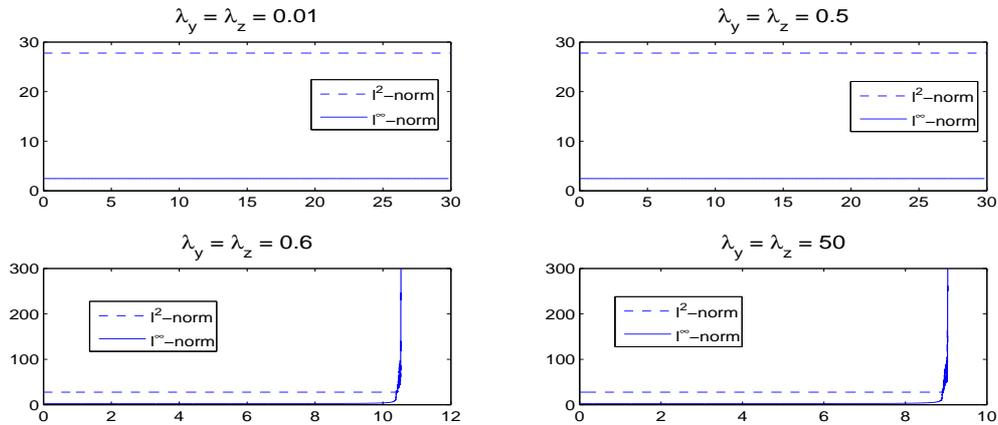 λy = λz = 0.01
30
20
10
0
0 5 10 15 20 25 30
l²−norm
l∞−norm
λy = λz = 0.5
30
20
10
0
0 5 10 15 20 25 30
l²−norm
l∞−norm
λy = λz = 0.6
300
200
100
0
0 2 4 6 8 10 12
l²−norm
l∞−norm
λy = λz = 50
300
200
100
0
0 2 4 6 8 10
l²−norm
l∞−norm